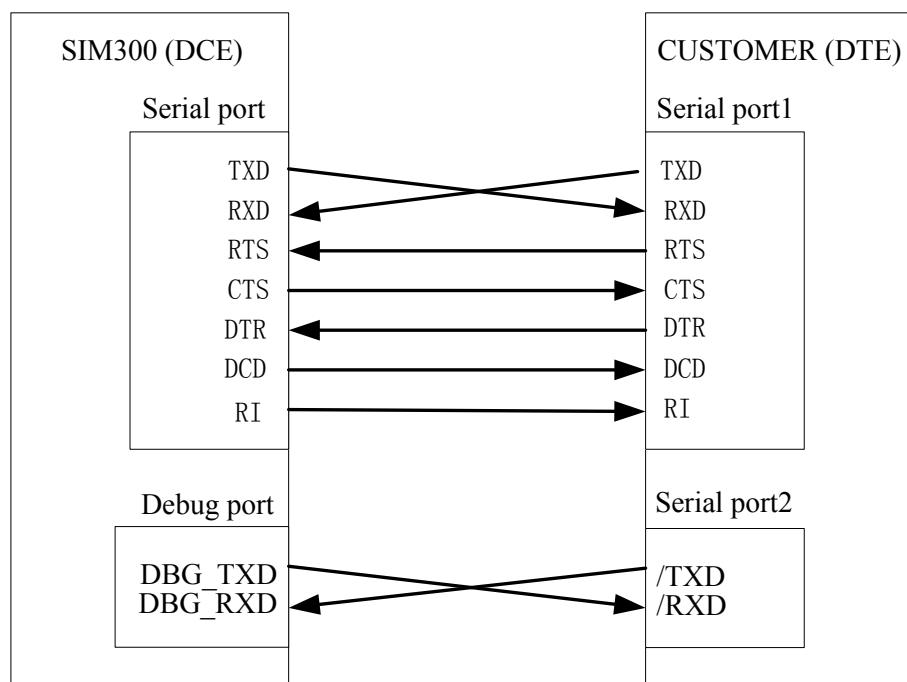 SIM300 (DCE)
CUSTOMER (DTE)
Serial port
Serial port1
TXD
TXD
RXD
RXD
RTS
RTS
CTS
CTS
DTR
DTR
DCD
DCD
RI
RI
Debug port
Serial port2
DBG_TXD
/TXD
DBG_RXD
/RXD